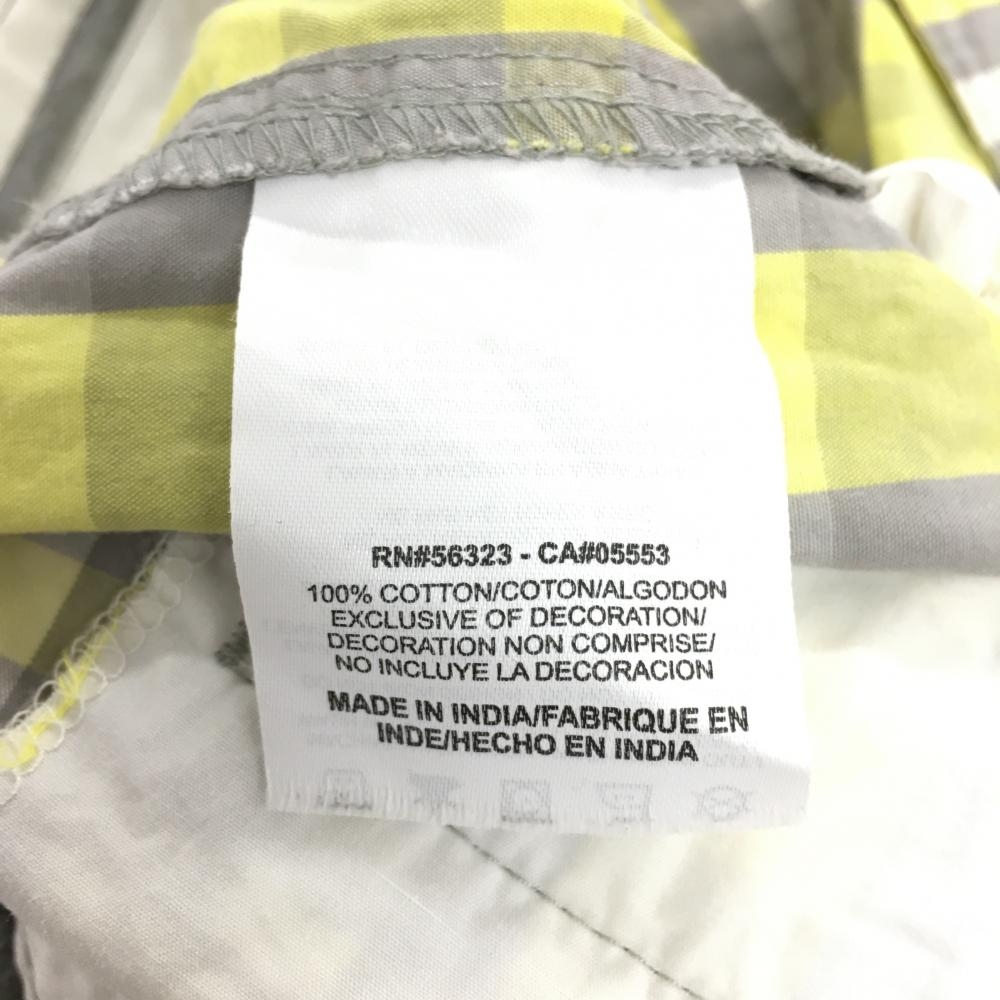 RN#56323 - CA#05553
100% COTTON/COTON/ALGODON
EXCLUSIVE OF DECORATION/
DECORATION NON COMPRISE/
NO INCLUYE LA DECORACION
MADE IN INDIA/FABRIQUE EN
INDE/HECHO EN INDIA